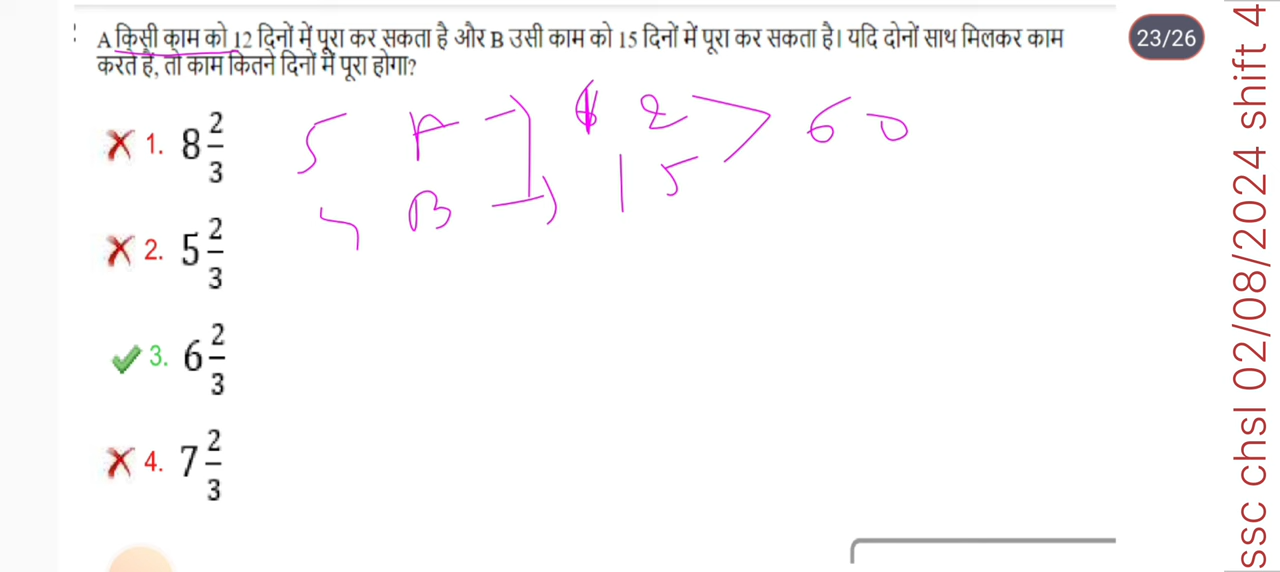 A किसी काम को 12 दिनों में पूरा कर सकता है और B उसी काम को 15 दिनों में पूरा कर सकता है। यदि दोनों साथ मिलकर काम
करते हैं, तो काम कितने दिनों में पूरा होगा?
23/26
1. 8 2/3
2. 5 2/3
3. 6 2/3
4. 7 2/3
5 A → 12 > 60
4 B → 15
ssc chsl 02/08/2024 shift 4